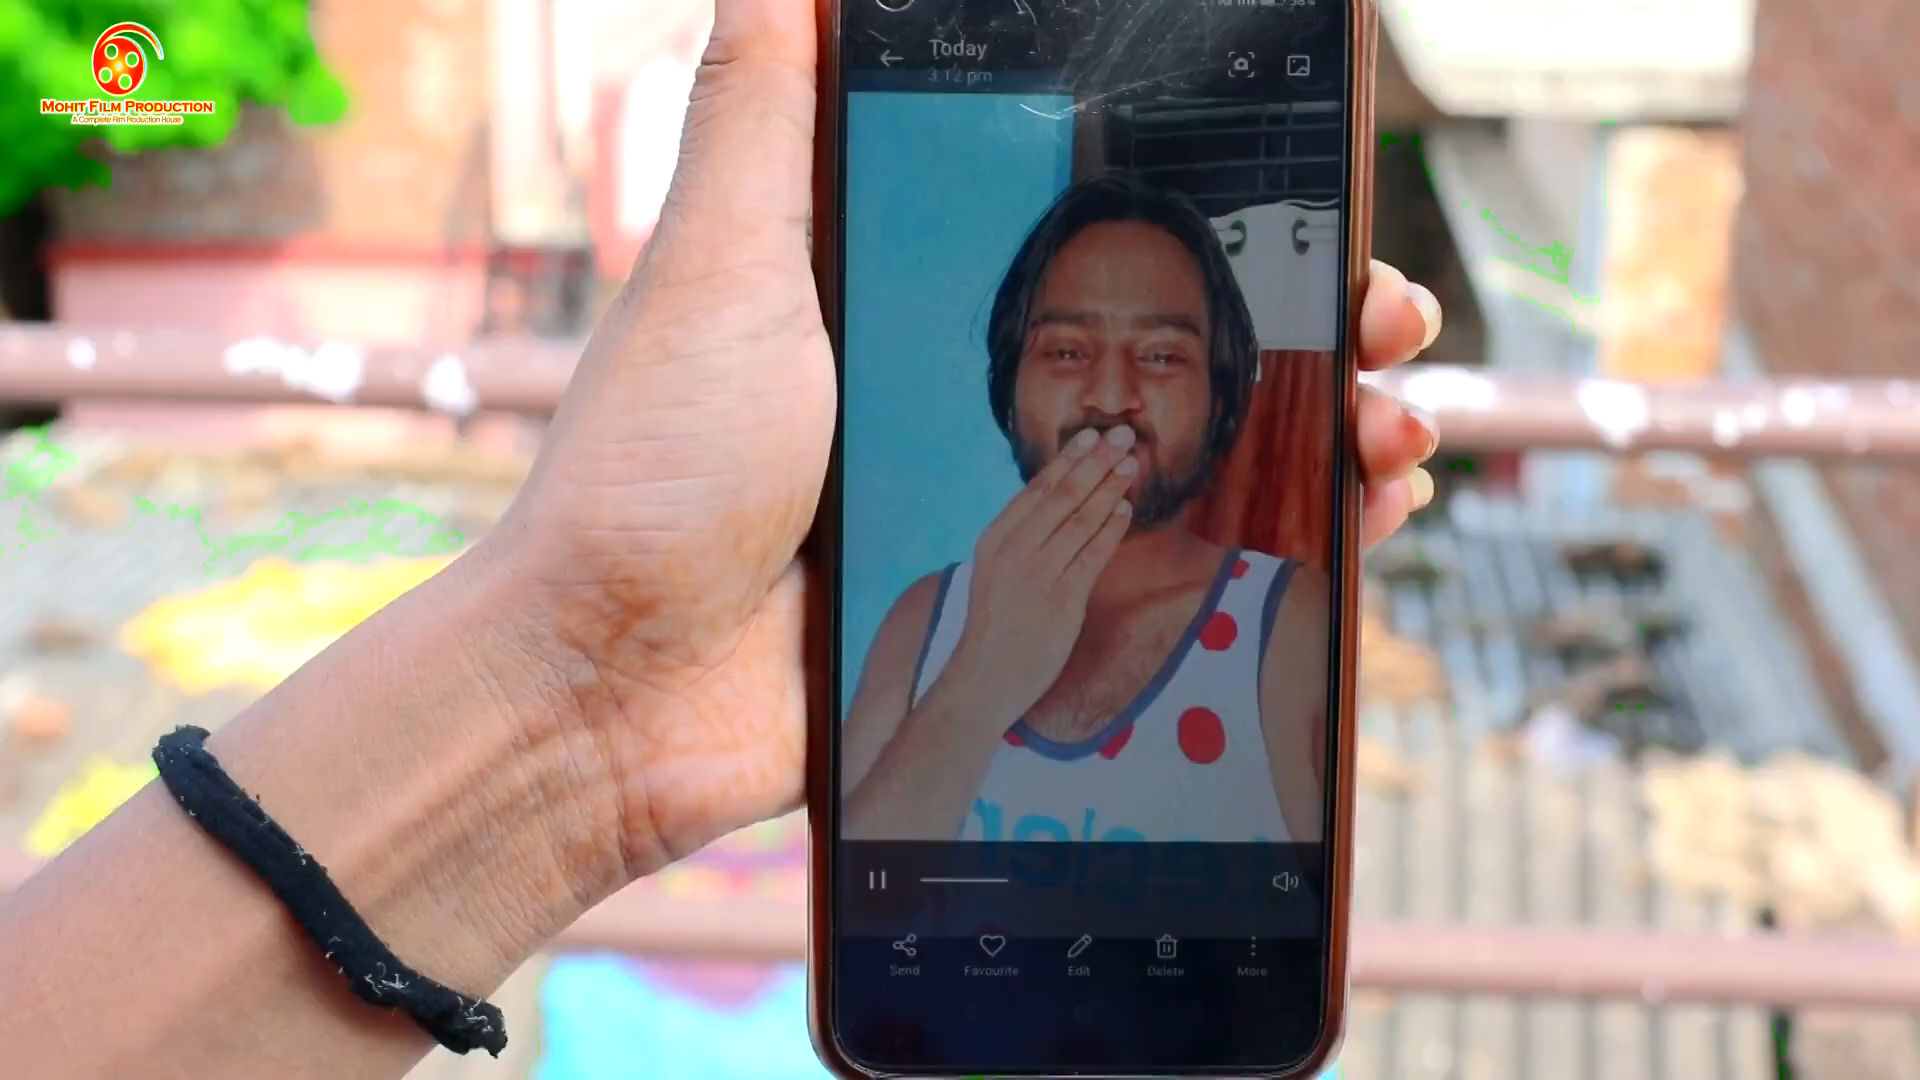 MOHIT FILM PRODUCTION
A Complete Film Production House
Today
3:12 pm
Send
Favourite
Edit
Delete
More